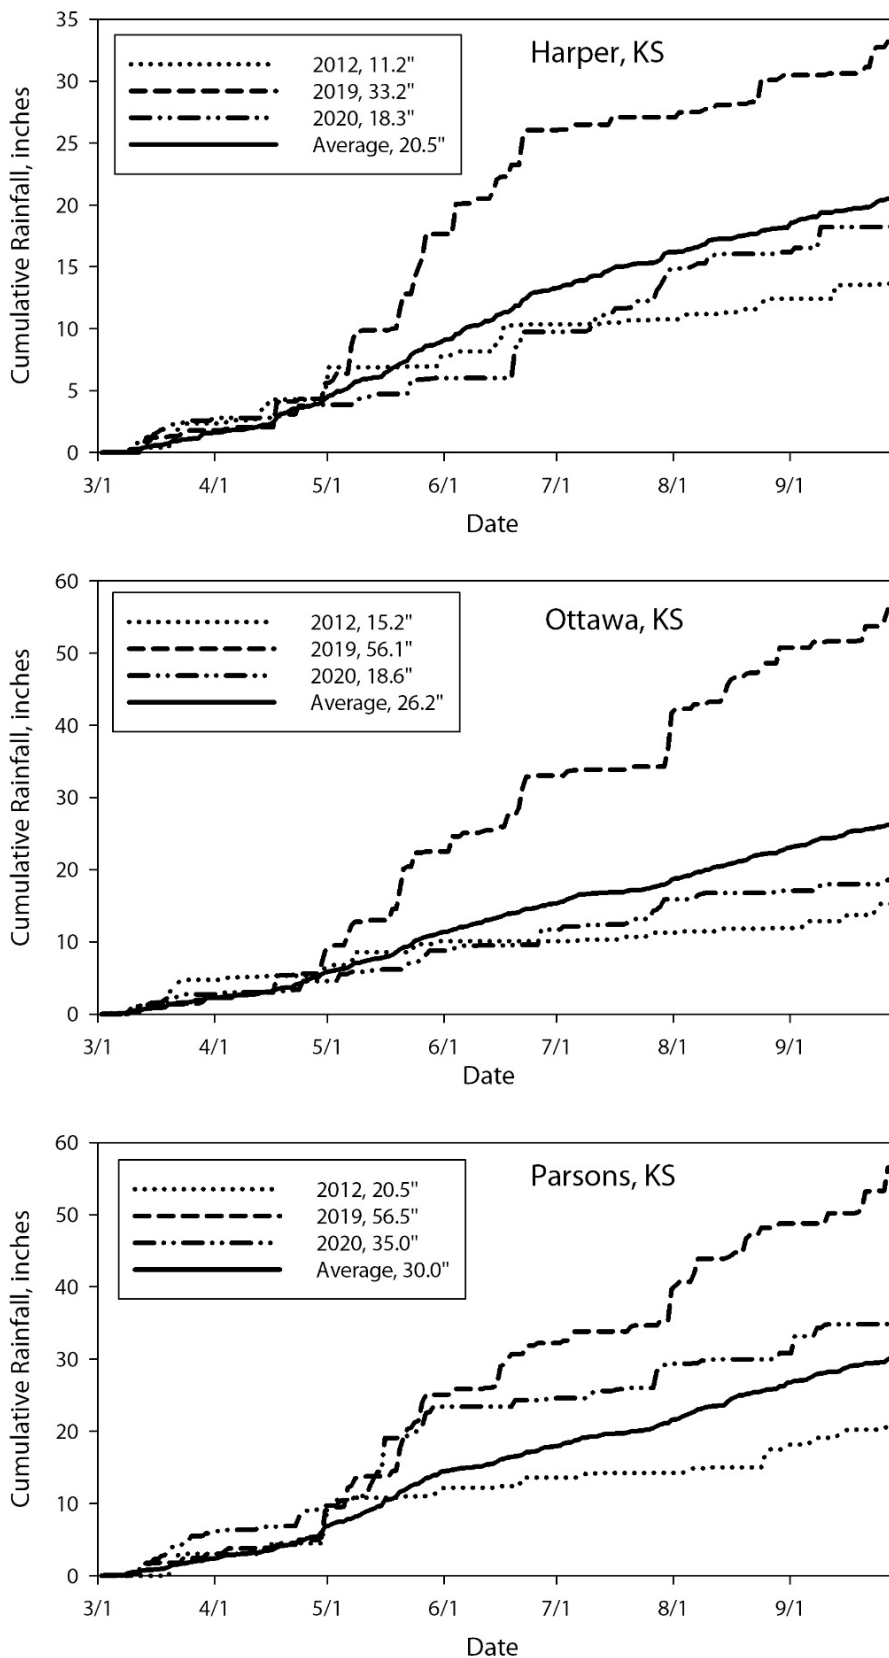 Harper, KS
2012, 11.2"
2019, 33.2"
2020, 18.3"
Average, 20.5"
Cumulative Rainfall, inches
35
30
25
20
15
10
5
0
3/1 4/1 5/1 6/1 7/1 8/1 9/1
Date
Ottawa, KS
2012, 15.2"
2019, 56.1"
2020, 18.6"
Average, 26.2"
Cumulative Rainfall, inches
60
50
40
30
20
10
0
3/1 4/1 5/1 6/1 7/1 8/1 9/1
Date
Parsons, KS
2012, 20.5"
2019, 56.5"
2020, 35.0"
Average, 30.0"
Cumulative Rainfall, inches
60
50
40
30
20
10
0
3/1 4/1 5/1 6/1 7/1 8/1 9/1
Date